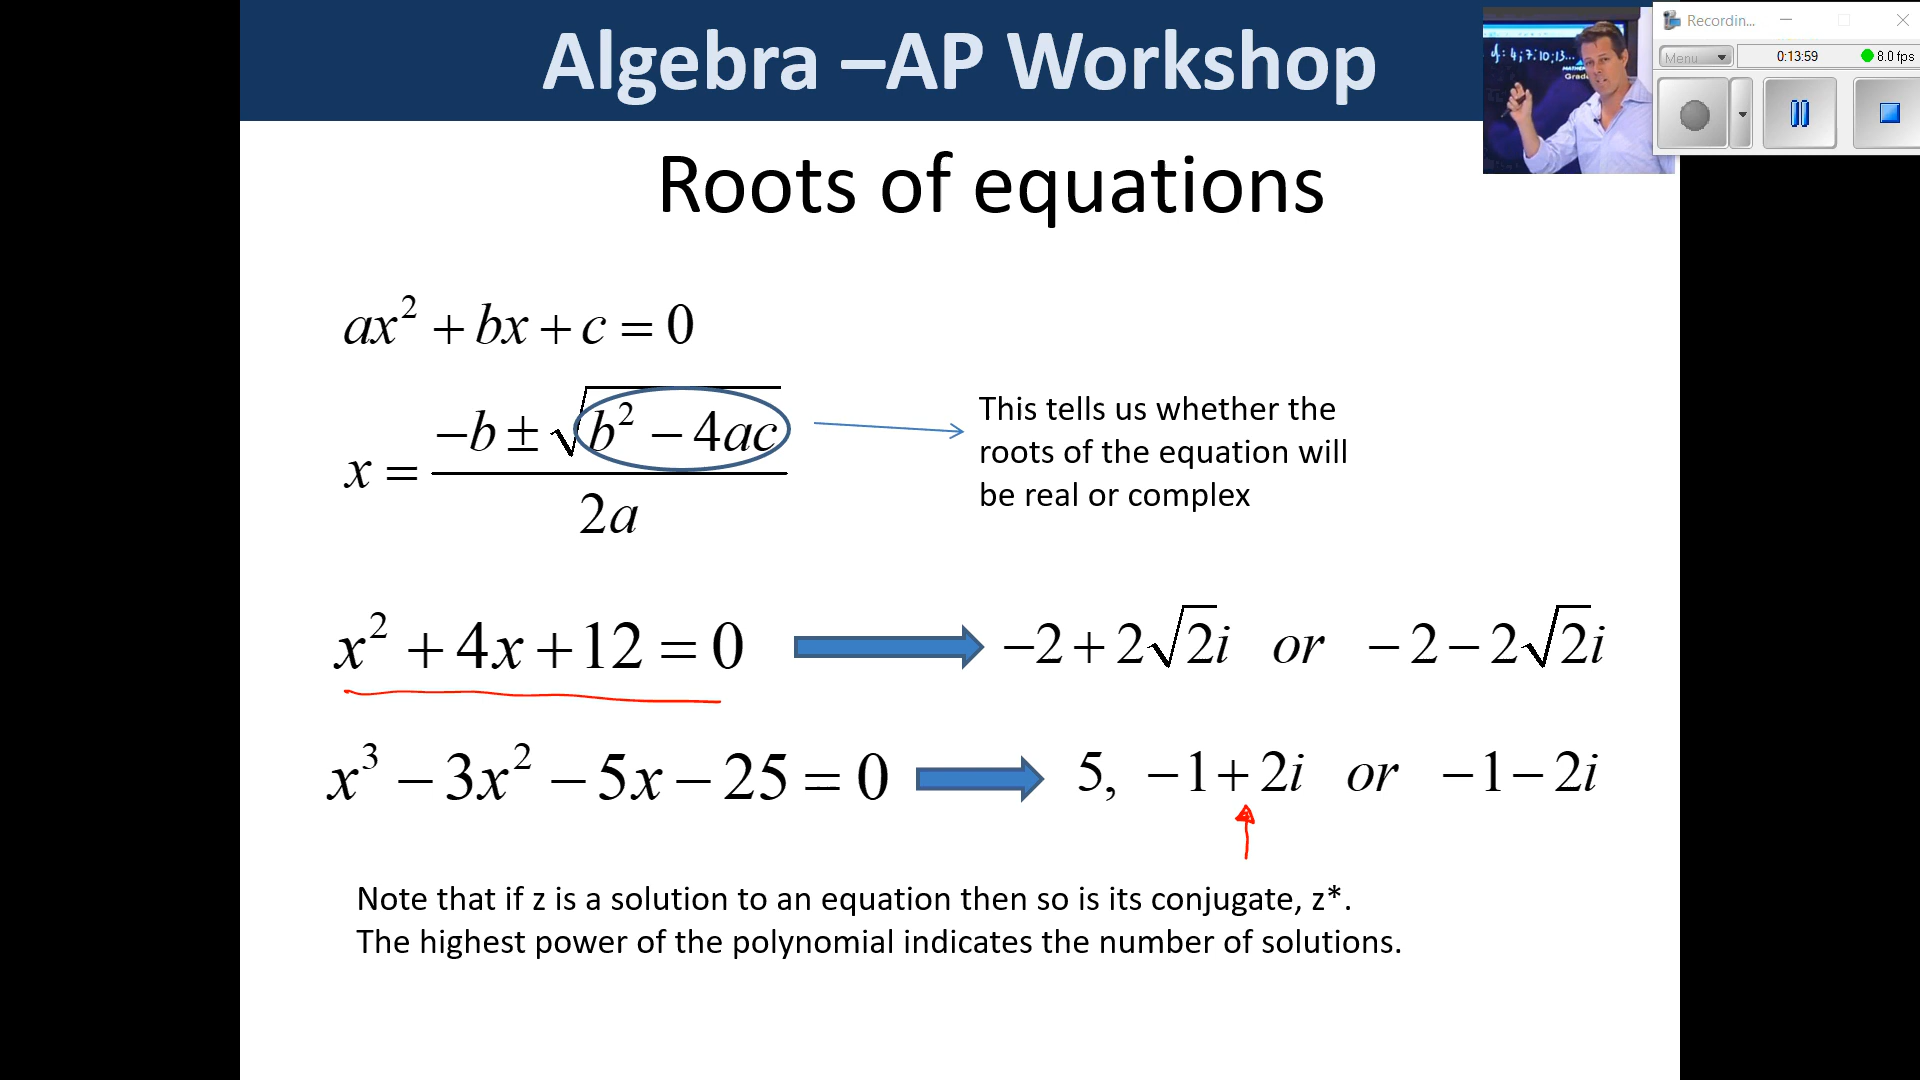 Algebra –AP Workshop
Recordin...
Menu
0:13:59
8.0 fps
4;7;10;13...
Roots of equations
ax² + bx + c = 0
x = (−b ± √(b² − 4ac)) / 2a
This tells us whether the
roots of the equation will
be real or complex
x² + 4x + 12 = 0
−2 + 2√2i or −2 − 2√2i
x³ − 3x² − 5x − 25 = 0
5, −1 + 2i or −1 − 2i
Note that if z is a solution to an equation then so is its conjugate, z*.
The highest power of the polynomial indicates the number of solutions.